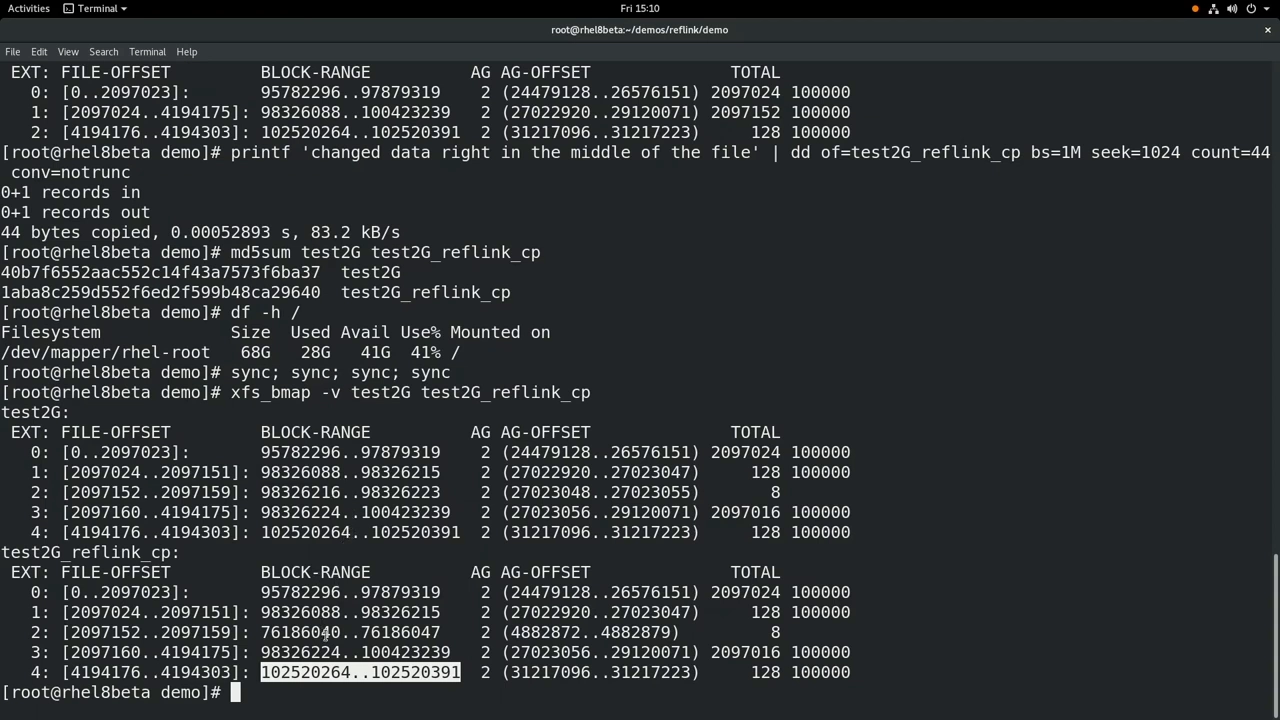 Activities Terminal Fri 15:10
root@rhel8beta:~/demos/reflink/demo ×
File Edit View Search Terminal Help
EXT: FILE-OFFSET BLOCK-RANGE AG AG-OFFSET TOTAL
0: [0..2097023]: 95782296..97879319 2 (24479128..26576151) 2097024 100000
1: [2097024..4194175]: 98326088..100423239 2 (27022920..29120071) 2097152 100000
2: [4194176..4194303]: 102520264..102520391 2 (31217096..31217223) 128 100000
[root@rhel8beta demo]# printf 'changed data right in the middle of the file' | dd of=test2G_reflink_cp bs=1M seek=1024 count=44
conv=notrunc
0+1 records in
0+1 records out
44 bytes copied, 0.00052893 s, 83.2 kB/s
[root@rhel8beta demo]# md5sum test2G test2G_reflink_cp
40b7f6552aac552c14f43a7573f6ba37 test2G
1aba8c259d552f6ed2f599b48ca29640 test2G_reflink_cp
[root@rhel8beta demo]# df -h /
Filesystem Size Used Avail Use% Mounted on
/dev/mapper/rhel-root 68G 28G 41G 41% /
[root@rhel8beta demo]# sync; sync; sync; sync
[root@rhel8beta demo]# xfs_bmap -v test2G test2G_reflink_cp
test2G:
EXT: FILE-OFFSET BLOCK-RANGE AG AG-OFFSET TOTAL
0: [0..2097023]: 95782296..97879319 2 (24479128..26576151) 2097024 100000
1: [2097024..2097151]: 98326088..98326215 2 (27022920..27023047) 128 100000
2: [2097152..2097159]: 98326216..98326223 2 (27023048..27023055) 8
3: [2097160..4194175]: 98326224..100423239 2 (27023056..29120071) 2097016 100000
4: [4194176..4194303]: 102520264..102520391 2 (31217096..31217223) 128 100000
test2G_reflink_cp:
EXT: FILE-OFFSET BLOCK-RANGE AG AG-OFFSET TOTAL
0: [0..2097023]: 95782296..97879319 2 (24479128..26576151) 2097024 100000
1: [2097024..2097151]: 98326088..98326215 2 (27022920..27023047) 128 100000
2: [2097152..2097159]: 76186040..76186047 2 (4882872..4882879) 8
3: [2097160..4194175]: 98326224..100423239 2 (27023056..29120071) 2097016 100000
4: [4194176..4194303]: 102520264..102520391 2 (31217096..31217223) 128 100000
[root@rhel8beta demo]#